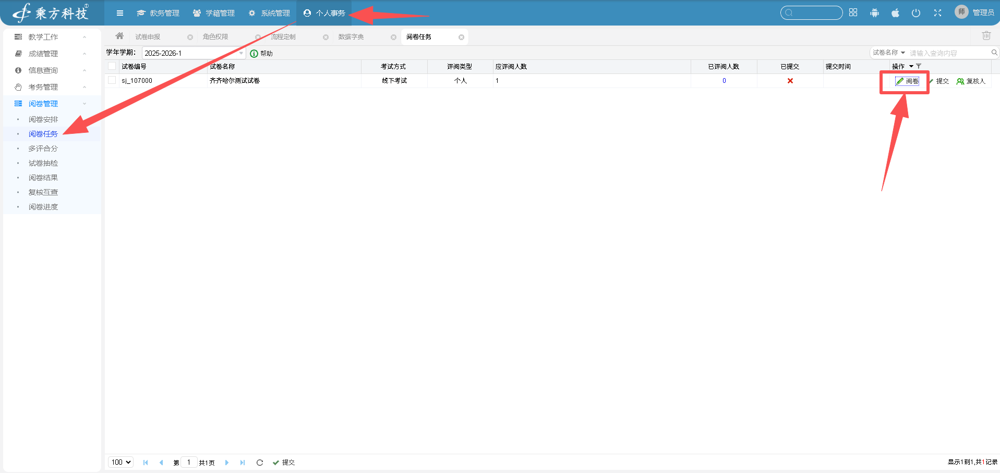 乘方科技
教务管理
学籍管理
系统管理
个人事务
师
管理员
教学工作
成绩管理
信息查询
考务管理
阅卷管理
阅卷安排
阅卷任务
多评合分
试卷抽检
阅卷结果
复核互查
阅卷进度
试卷申报
角色权限
流程定制
数据字典
阅卷任务
学年学期:
2025-2026-1
帮助
试卷名称
请输入查询内容
试卷编号 试卷名称 考试方式 评阅类型 应评阅人数 已评阅人数 已提交 提交时间 操作
sj_107000 齐齐哈尔测试试卷 线下考试 个人 1 0 阅卷 提交 复核人
100 第 1 共1页 提交
显示1到1,共1记录